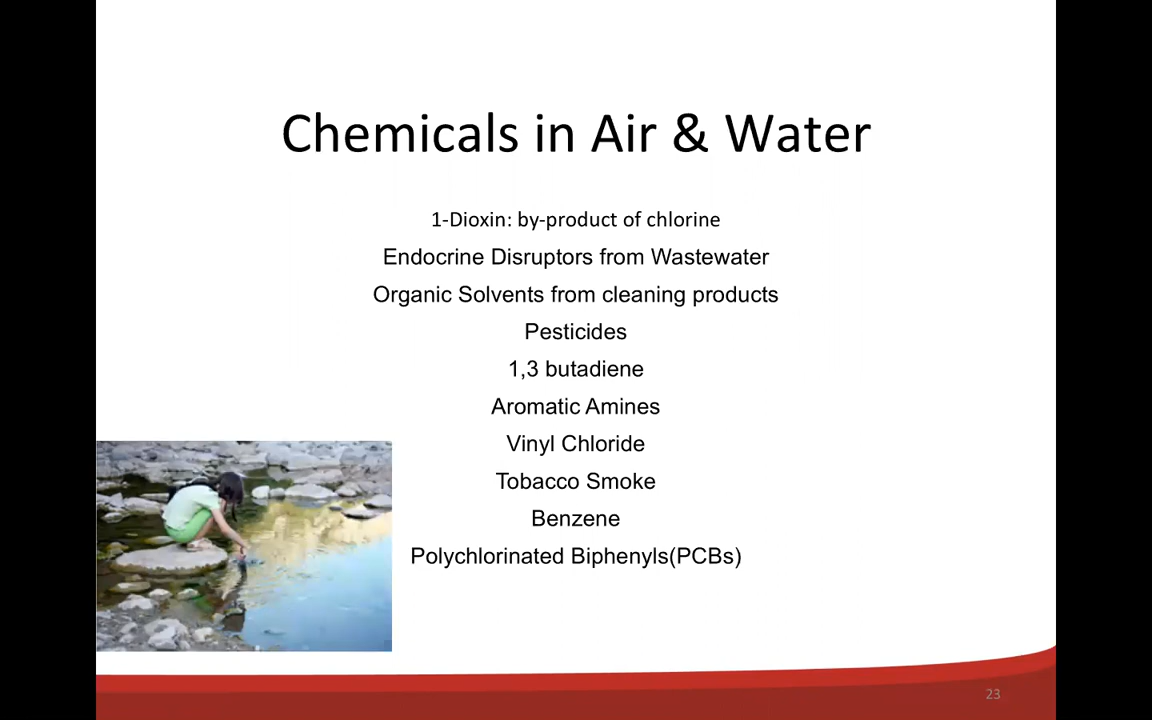 Chemicals in Air & Water
1-Dioxin: by-product of chlorine
Endocrine Disruptors from Wastewater
Organic Solvents from cleaning products
Pesticides
1,3 butadiene
Aromatic Amines
Vinyl Chloride
Tobacco Smoke
Benzene
Polychlorinated Biphenyls(PCBs)
23